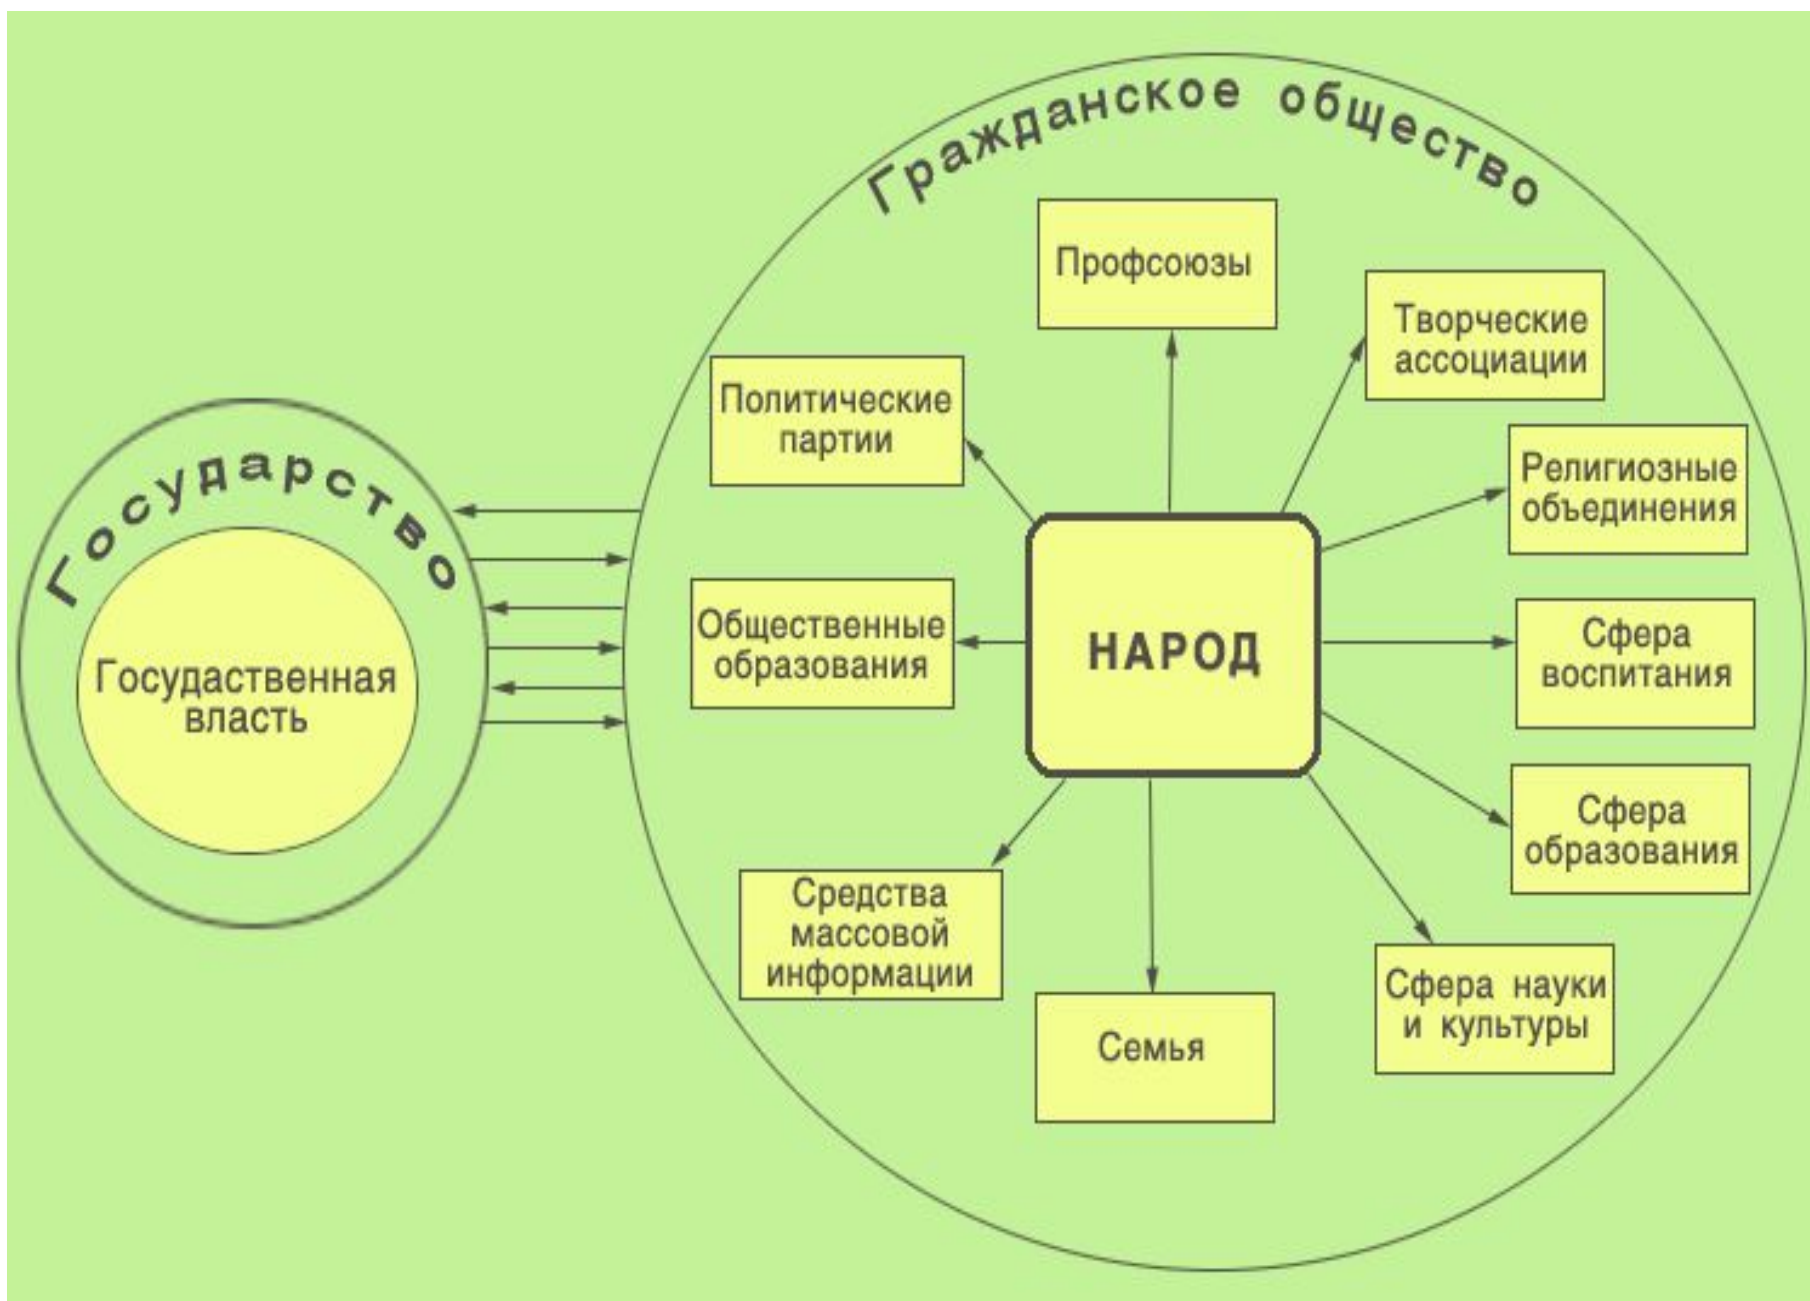 Гражданское общество
Профсоюзы
Творческие
ассоциации
Политические
партии
Религиозные
объединения
Государство
Государственная
власть
Общественные
образования
НАРОД
Сфера
воспитания
Сфера
образования
Средства
массовой
информации
Сфера науки
и культуры
Семья